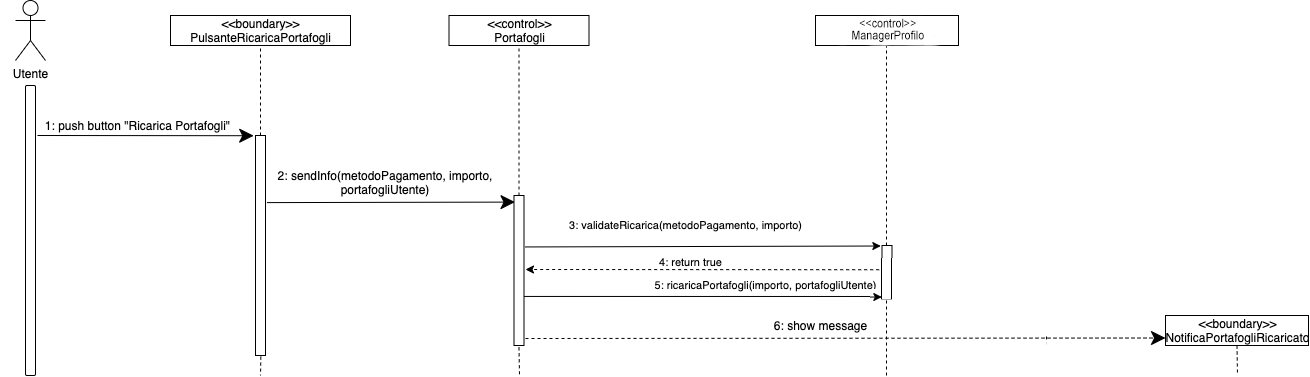 <<boundary>>
PulsanteRicaricaPortafogli
<<control>>
Portafogli
<<control>>
ManagerProfilo
Utente
1: push button "Ricarica Portafogli"
2: sendInfo(metodoPagamento, importo,
portafogliUtente)
3: validateRicarica(metodoPagamento, importo)
4: return true
5: ricaricaPortafogli(importo, portafogliUtente)
6: show message
<<boundary>>
NotificaPortafogliRicaricato